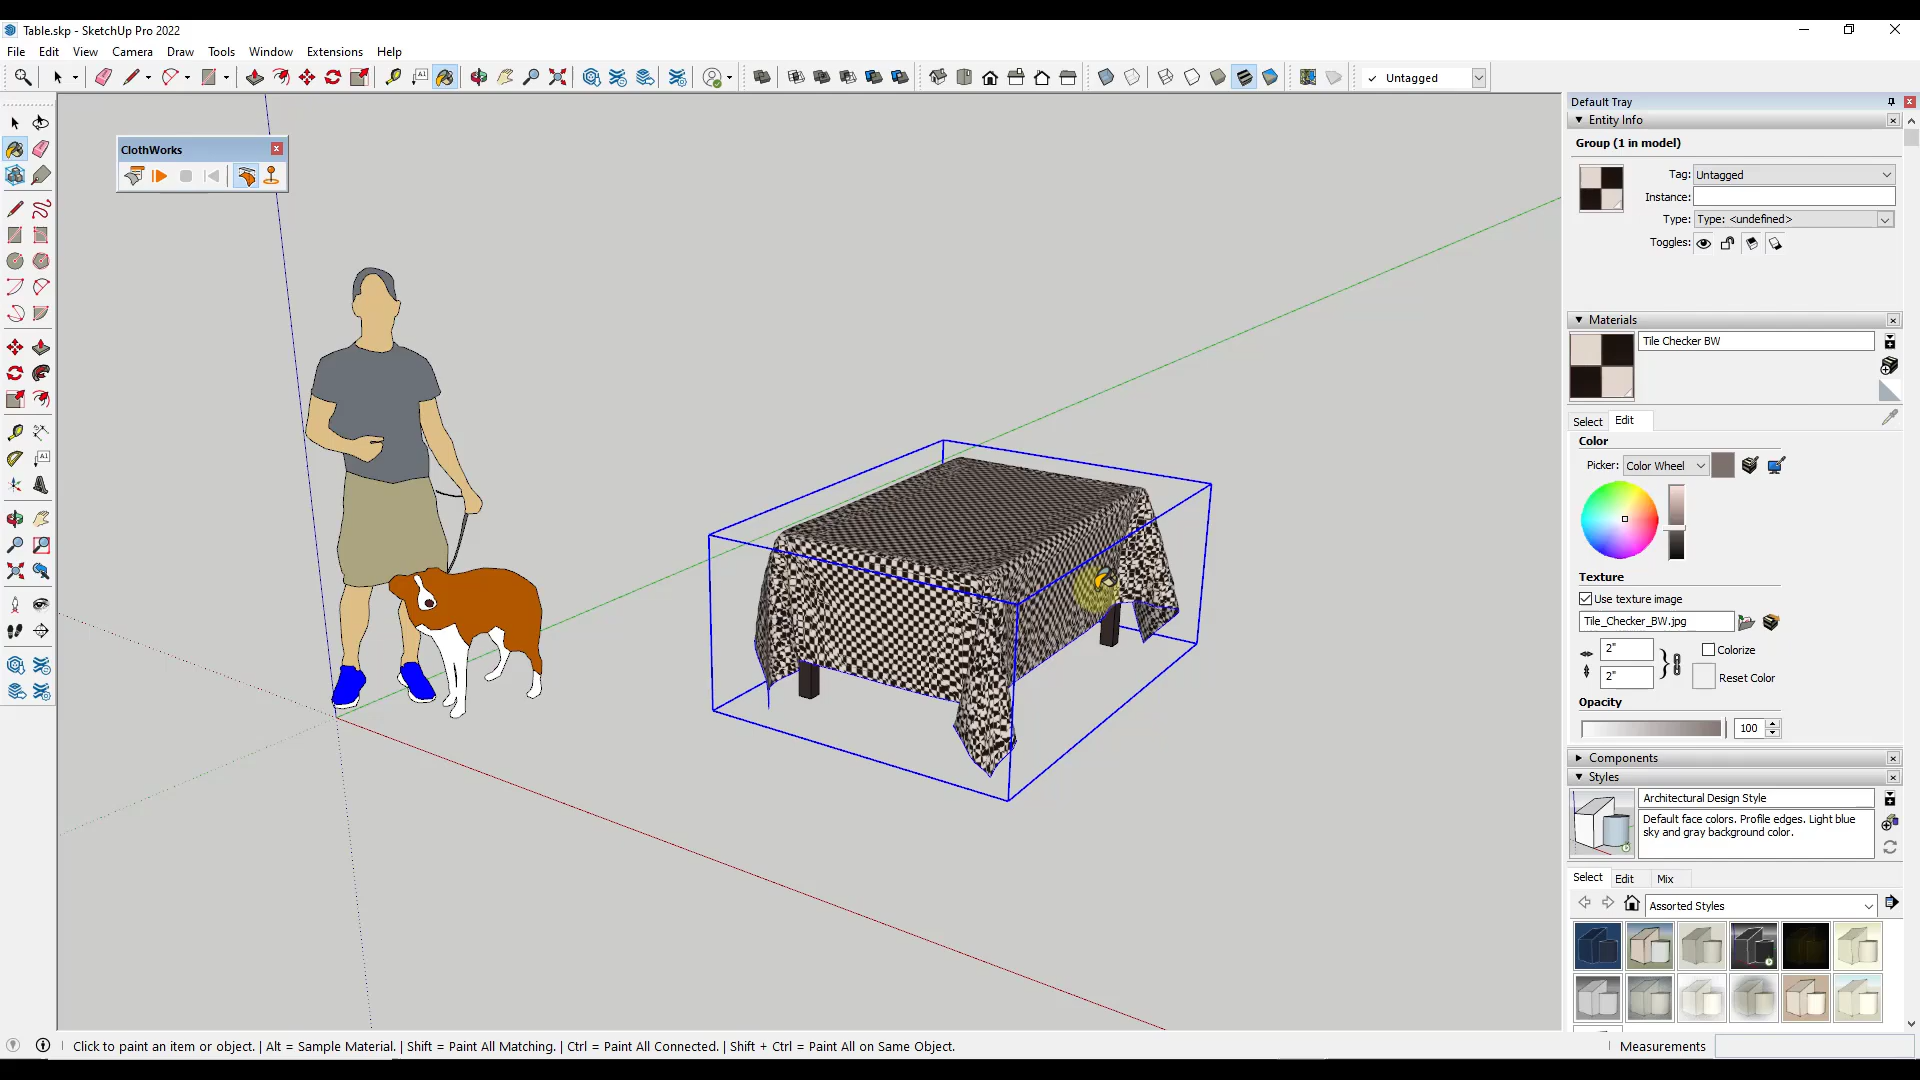 Table.skp - SketchUp Pro 2022
File Edit View Camera Draw Tools Window Extensions Help
A1
Untagged
Default Tray
Entity Info
Group (1 in model)
Tag: Untagged
Instance:
Type: Type: <undefined>
Toggles:
ClothWorks
Materials
Tile Checker BW
Select Edit
Color
Picker: Color Wheel
Texture
Use texture image
Tile_Checker_BW.jpg
2"
Colorize
2"
Reset Color
Opacity
100
Components
Styles
Architectural Design Style
Default face colors. Profile edges. Light blue
sky and gray background color.
Select Edit Mix
Assorted Styles
A1
Click to paint an item or object. | Alt = Sample Material. | Shift = Paint All Matching. | Ctrl = Paint All Connected. | Shift + Ctrl = Paint All on Same Object.
Measurements